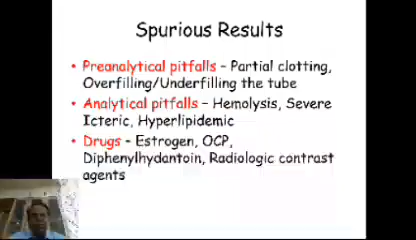 Spurious Results
• Preanalytical pitfalls – Partial clotting,
Overfilling/Underfilling the tube
• Analytical pitfalls – Hemolysis, Severe
Icteric, Hyperlipidemic
• Drugs – Estrogen, OCP,
Diphenylhydantoin, Radiologic contrast
agents